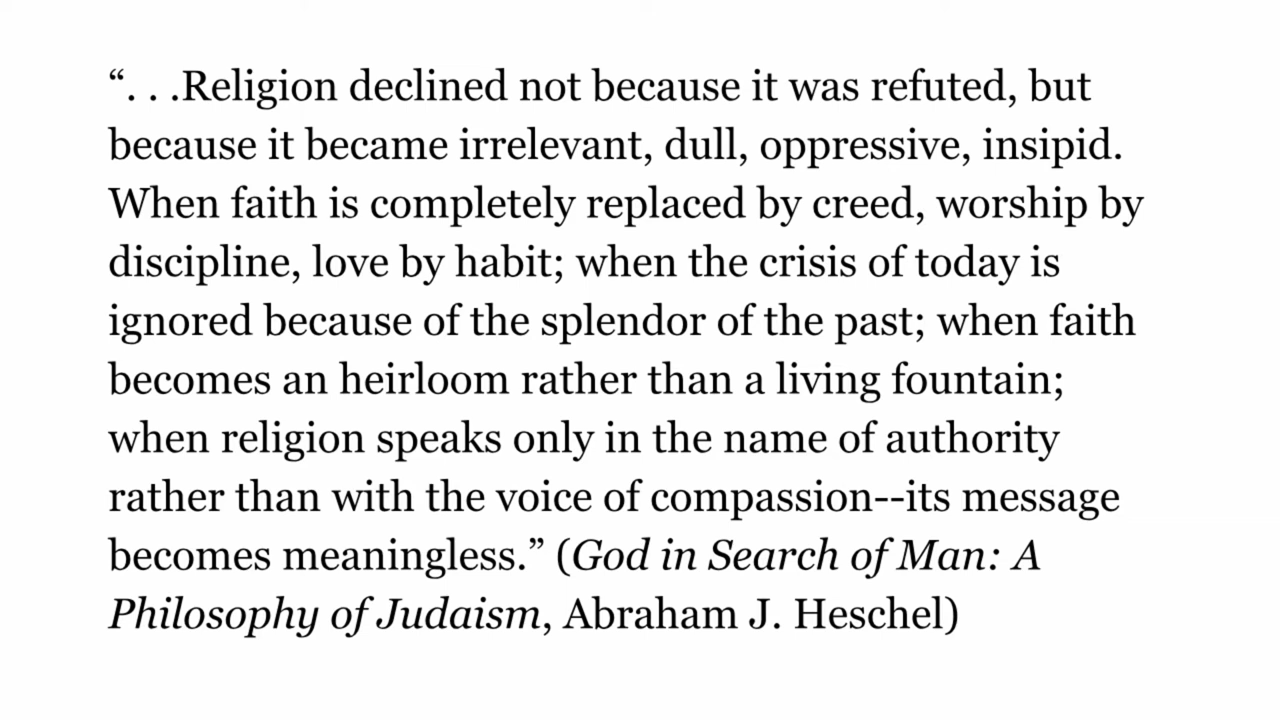 “. . .Religion declined not because it was refuted, but
because it became irrelevant, dull, oppressive, insipid.
When faith is completely replaced by creed, worship by
discipline, love by habit; when the crisis of today is
ignored because of the splendor of the past; when faith
becomes an heirloom rather than a living fountain;
when religion speaks only in the name of authority
rather than with the voice of compassion--its message
becomes meaningless.” (God in Search of Man: A
Philosophy of Judaism, Abraham J. Heschel)